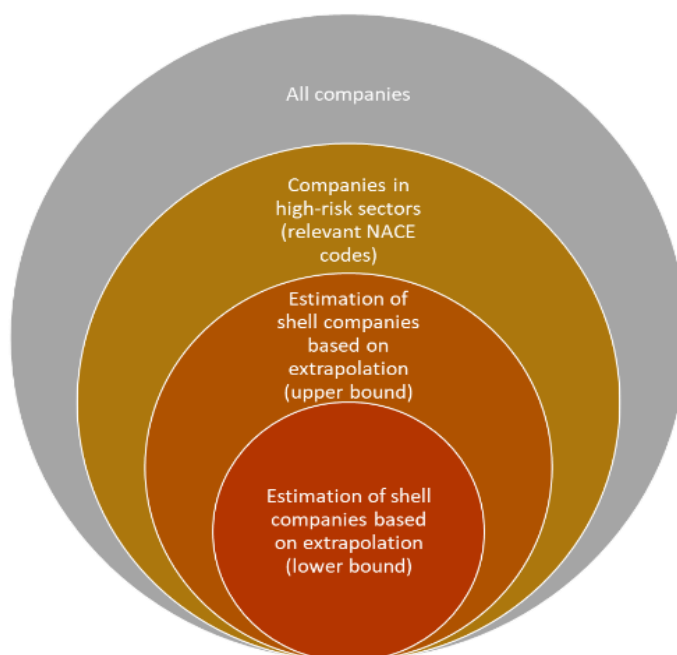 All companies
Companies in
high-risk sectors
(relevant NACE
codes)
Estimation of
shell companies
based on
extrapolation
(upper bound)
Estimation of shell
companies based
on extrapolation
(lower bound)